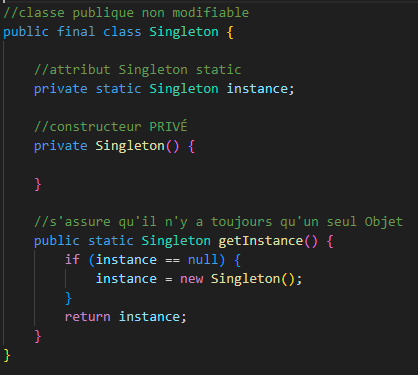 //classe publique non modifiable
public final class Singleton {
//attribut Singleton static
private static Singleton instance;
//constructeur PRIVÉ
private Singleton() {
}
//s'assure qu'il n'y a toujours qu'un seul Objet
public static Singleton getInstance() {
if (instance == null) {
instance = new Singleton();
}
return instance;
}
}